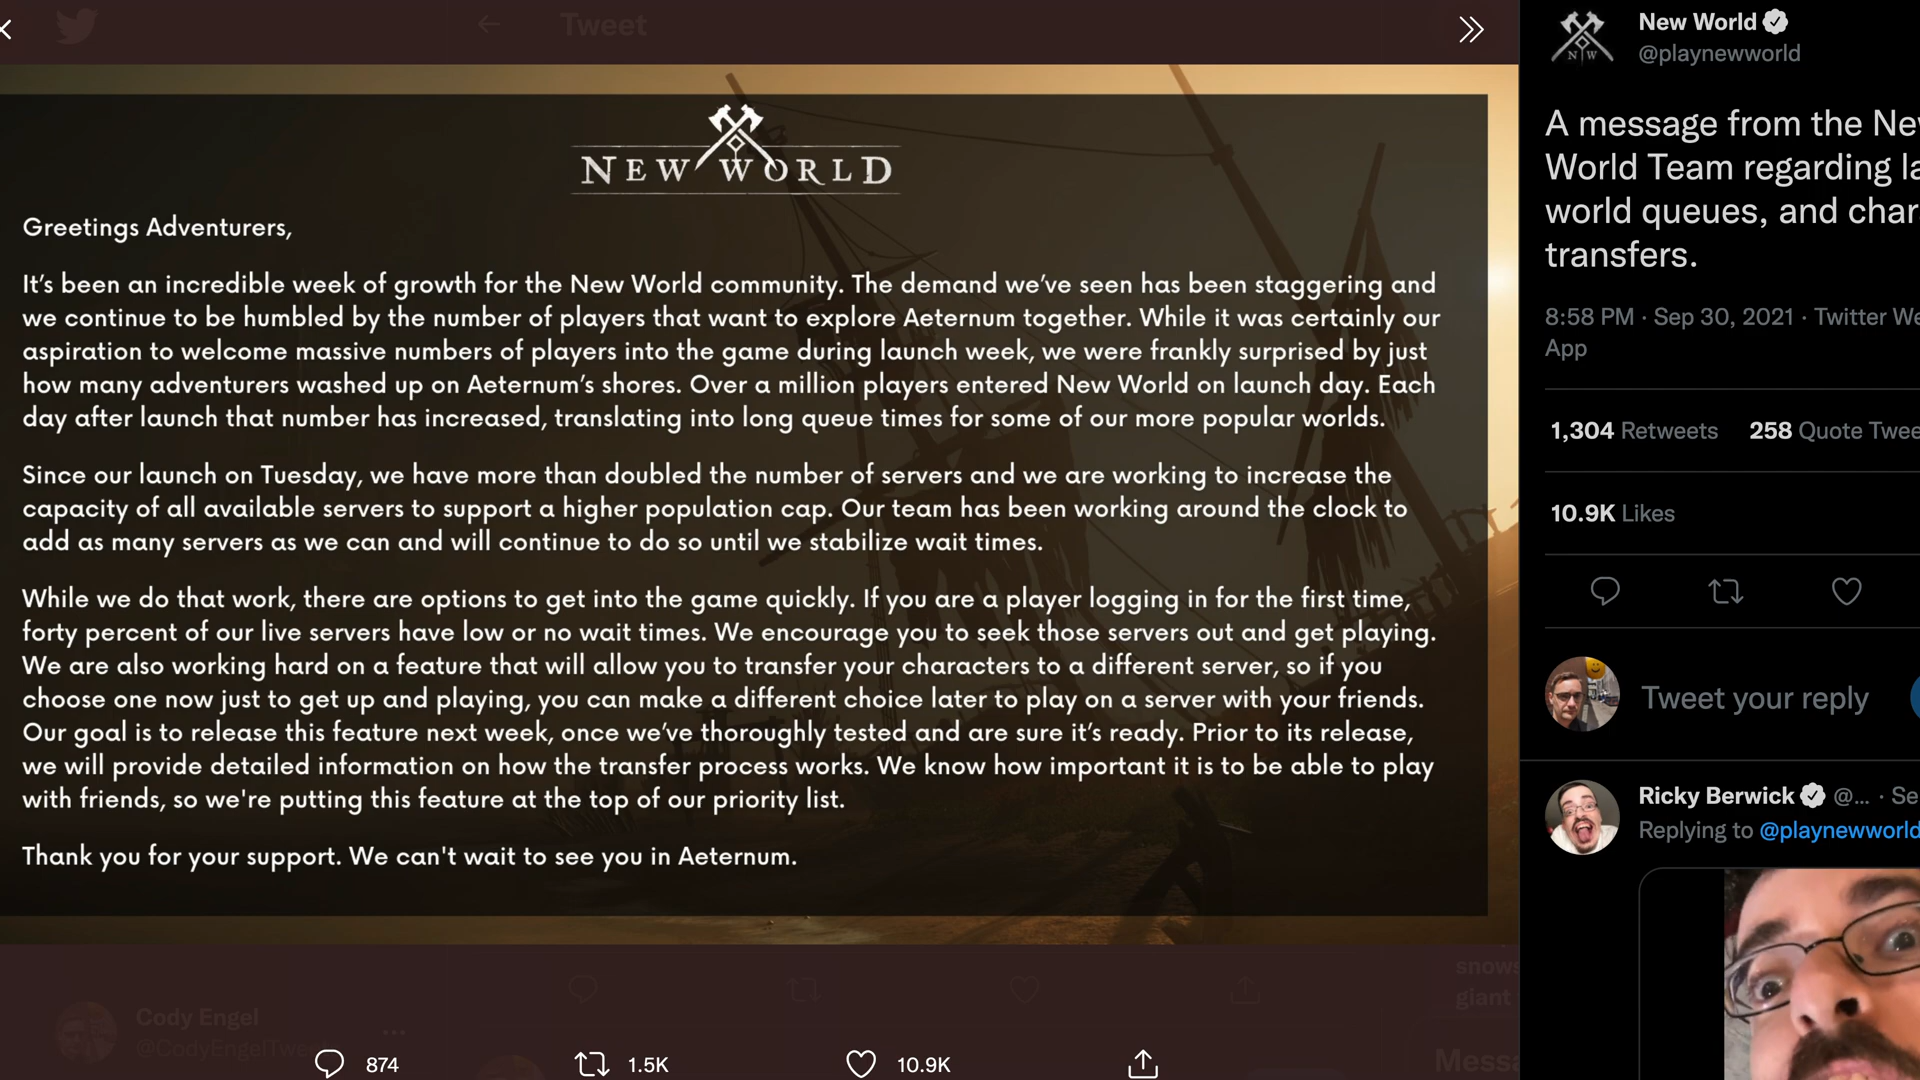 Tweet
NEW WORLD
Greetings Adventurers,
It's been an incredible week of growth for the New World community. The demand we've seen has been staggering and
we continue to be humbled by the number of players that want to explore Aeternum together. While it was certainly our
aspiration to welcome massive numbers of players into the game during launch week, we were frankly surprised by just
how many adventurers washed up on Aeternum's shores. Over a million players entered New World on launch day. Each
day after launch that number has increased, translating into long queue times for some of our more popular worlds.
Since our launch on Tuesday, we have more than doubled the number of servers and we are working to increase the
capacity of all available servers to support a higher population cap. Our team has been working around the clock to
add as many servers as we can and will continue to do so until we stabilize wait times.
While we do that work, there are options to get into the game quickly. If you are a player logging in for the first time,
forty percent of our live servers have low or no wait times. We encourage you to seek those servers out and get playing.
We are also working hard on a feature that will allow you to transfer your characters to a different server, so if you
choose one now just to get up and playing, you can make a different choice later to play on a server with your friends.
Our goal is to release this feature next week, once we've thoroughly tested and are sure it's ready. Prior to its release,
we will provide detailed information on how the transfer process works. We know how important it is to be able to play
with friends, so we're putting this feature at the top of our priority list.
Thank you for your support. We can't wait to see you in Aeternum.
snows
giant
Cody Engel
@CodyEngelTwee
Messa
874
1.5K
10.9K
New World
@playnewworld
N W
A message from the Ne
World Team regarding la
world queues, and char
transfers.
8:58 PM · Sep 30, 2021 · Twitter We
App
1,304 Retweets 258 Quote Twee
10.9K Likes
Tweet your reply
Ricky Berwick @... · Se
Replying to @playnewworld